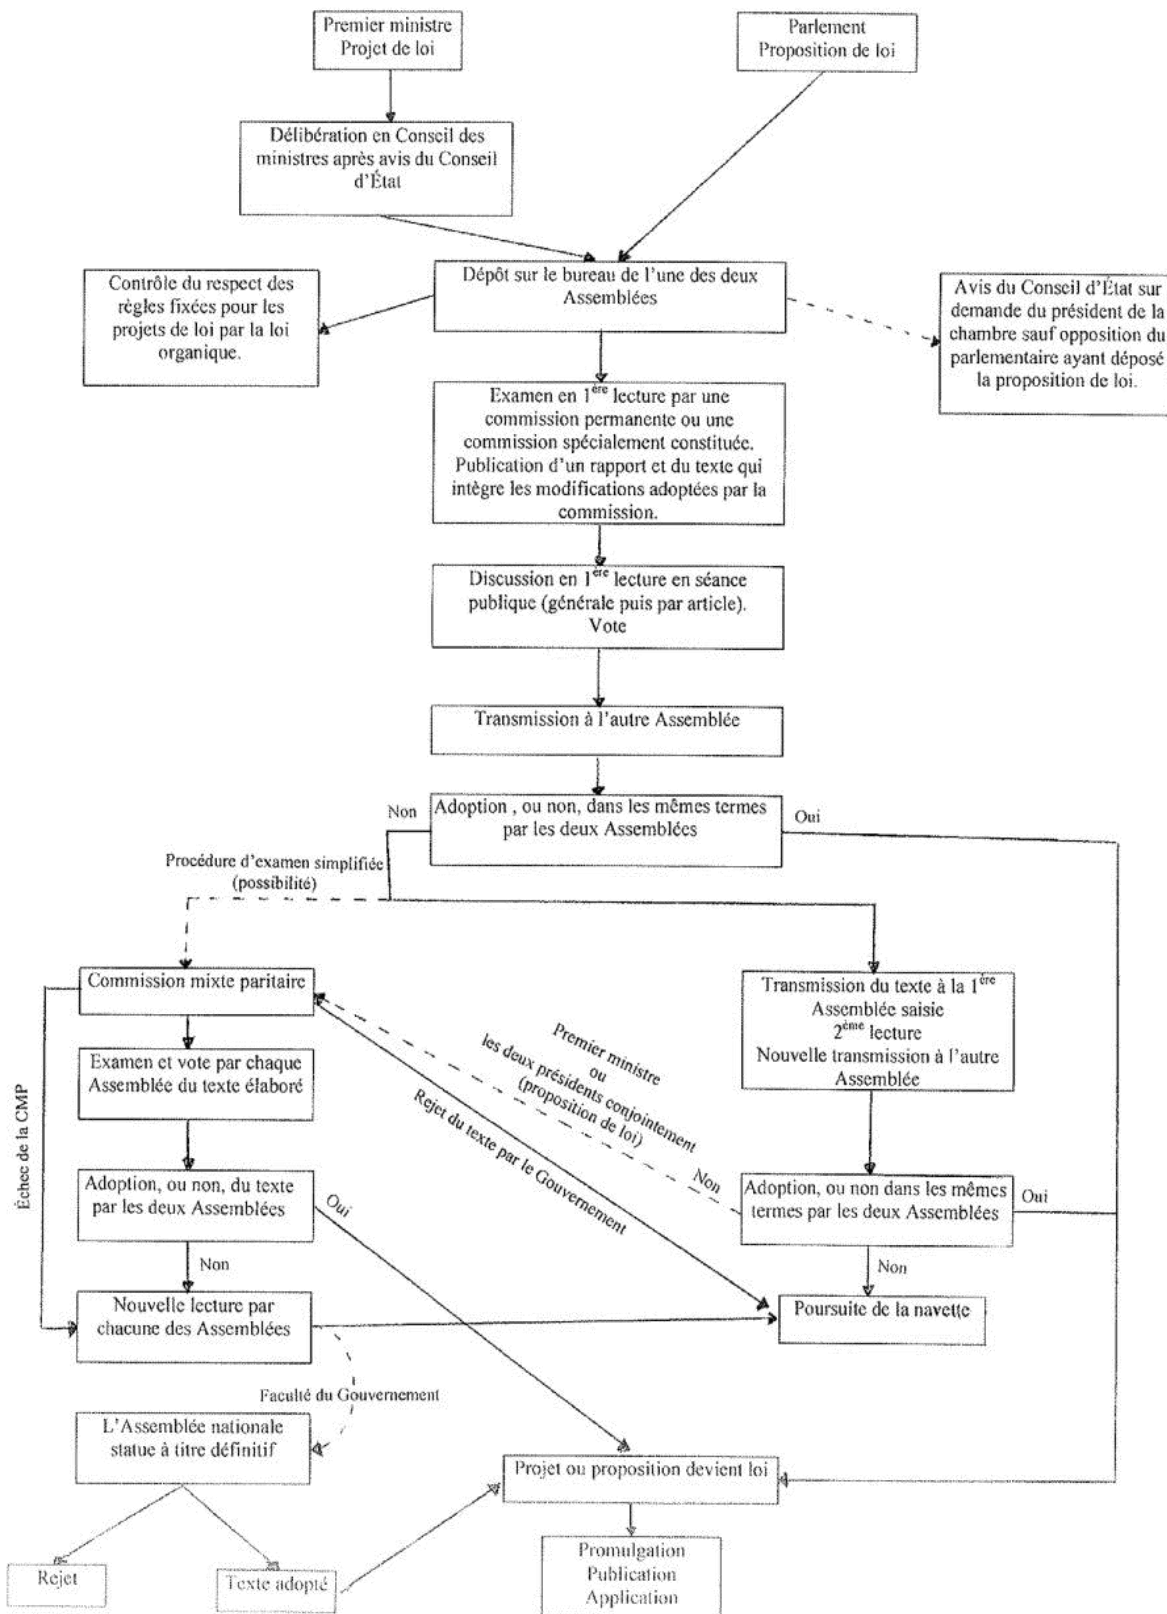 Premier ministre
Projet de loi
Parlement
Proposition de loi
Délibération en Conseil des
ministres après avis du Conseil
d'État
Contrôle du respect des
règles fixées pour les
projets de loi par la loi
organique.
Dépôt sur le bureau de l'une des deux
Assemblées
Avis du Conseil d'État sur
demande du président de la
chambre sauf opposition du
parlementaire ayant déposé
la proposition de loi.
Examen en 1ère lecture par une
commission permanente ou une
commission spécialement constituée.
Publication d'un rapport et du texte qui
intègre les modifications adoptées par la
commission.
Discussion en 1ère lecture en séance
publique (générale puis par article).
Vote
Transmission à l'autre Assemblée
Non
Adoption , ou non, dans les mêmes termes
par les deux Assemblées
Oui
Procédure d'examen simplifiée
(possibilité)
Commission mixte paritaire
Transmission du texte à la 1ère
Assemblée saisie
2ème lecture
Nouvelle transmission à l'autre
Assemblée
Premier ministre
ou
les deux présidents conjointement
(proposition de loi)
Rejet du texte par le Gouvernement
Examen et vote par chaque
Assemblée du texte élaboré
Échec de la CMP
Adoption, ou non, du texte
par les deux Assemblées
Oui
Non
Adoption, ou non dans les mêmes
termes par les deux Assemblées
Oui
Non
Non
Nouvelle lecture par
chacune des Assemblées
Poursuite de la navette
Faculté du Gouvernement
L'Assemblée nationale
statue à titre définitif
Projet ou proposition devient loi
Rejet
Texte adopté
Promulgation
Publication
Application